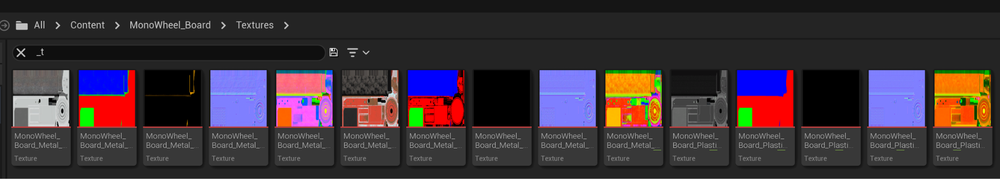 All > Content > MonoWheel_Board > Textures >
_t
MonoWheel_ MonoWheel_ MonoWheel_ MonoWheel_ MonoWheel_ MonoWheel_ MonoWheel_ MonoWheel_ MonoWheel_ MonoWheel_ MonoWheel_ MonoWheel_ MonoWheel_ MonoWheel_ MonoWheel_
Board_Metal_... Board_Metal_... Board_Metal_... Board_Metal_... Board_Metal_... Board_Metal_... Board_Metal_... Board_Metal_... Board_Metal_... Board_Metal_... Board_Plasti... Board_Plasti... Board_Plasti... Board_Plasti... Board_Plasti...
Texture Texture Texture Texture Texture Texture Texture Texture Texture Texture Texture Texture Texture Texture Texture